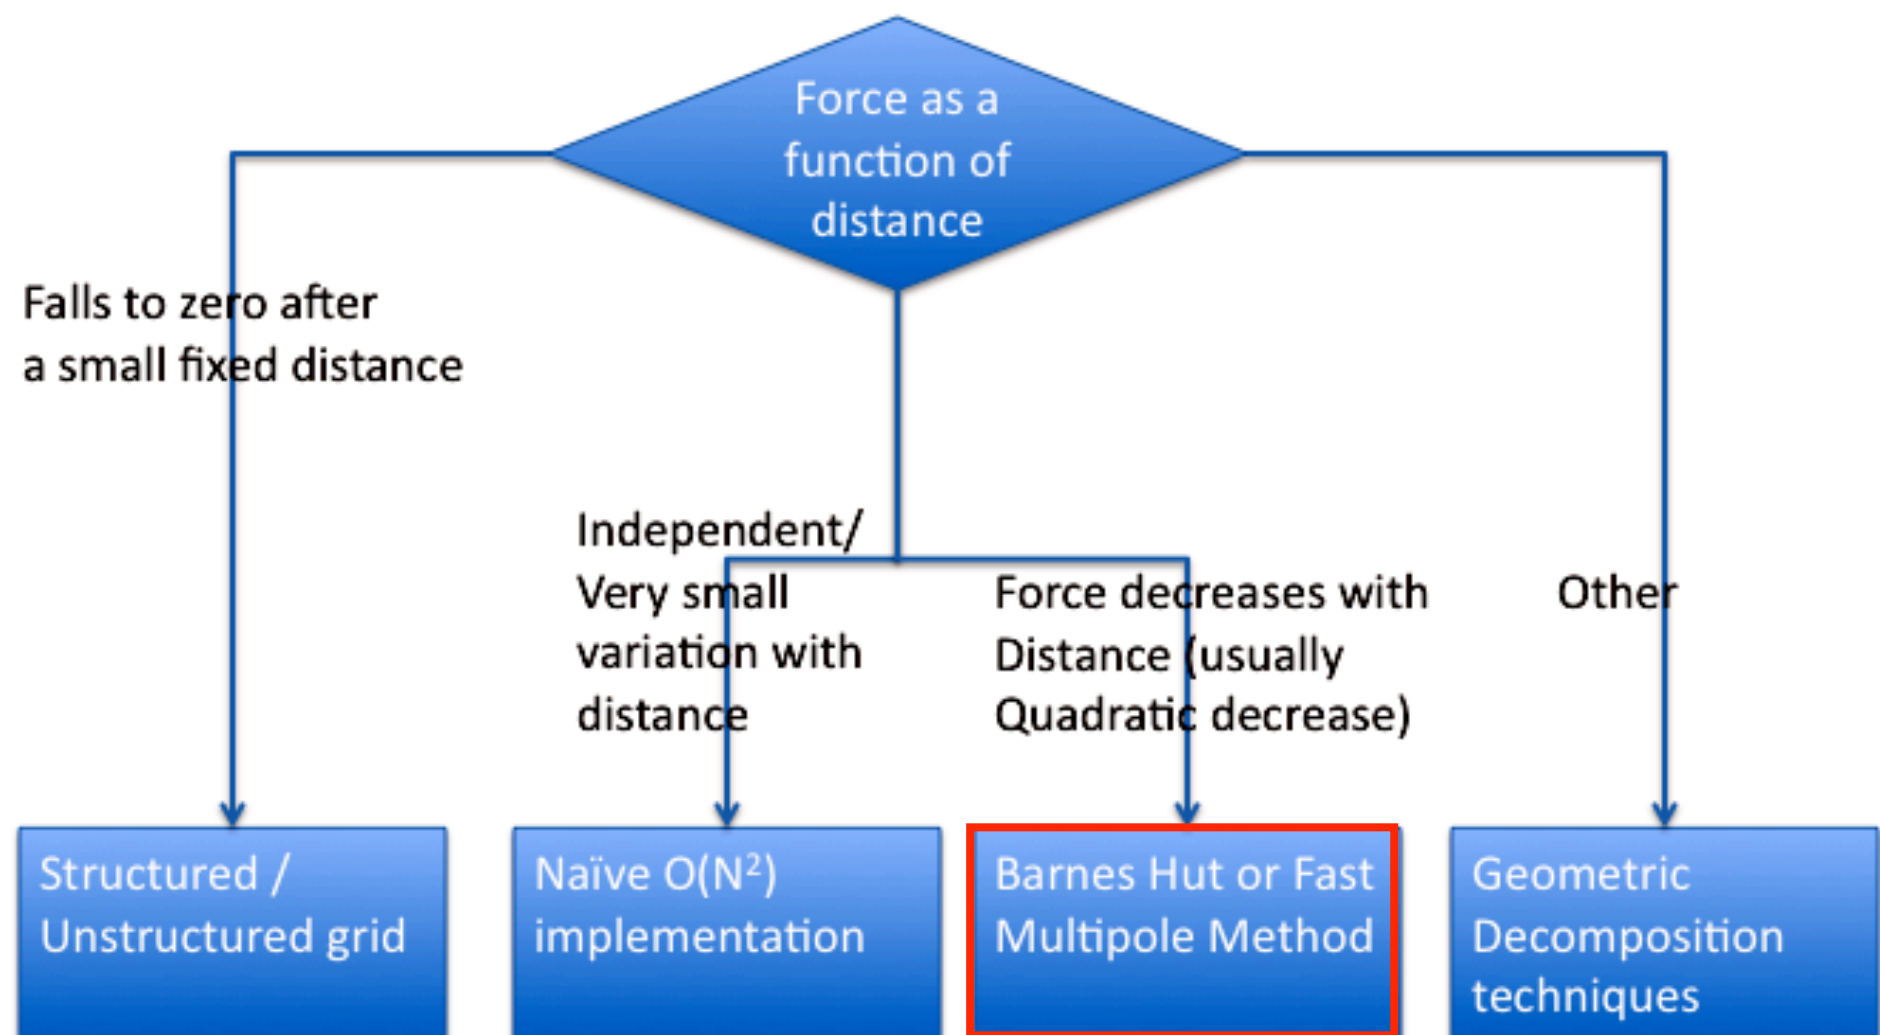 Force as a
function of
distance
Falls to zero after
a small fixed distance
Independent/
Very small
variation with
distance
Force decreases with
Distance (usually
Quadratic decrease)
Other
Structured /
Unstructured grid
Naïve O(N²)
implementation
Barnes Hut or Fast
Multipole Method
Geometric
Decomposition
techniques